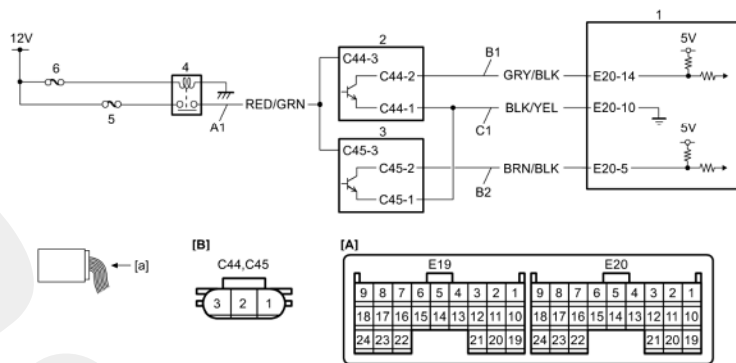 12V
6
4
5
A1
RED/GRN
2
C44-3
C44-2
C44-1
3
C45-3
C45-2
C45-1
B1
GRY/BLK
BLK/YEL
C1
BRN/BLK
B2
1
5V
E20-14
E20-10
5V
E20-5
[a]
[B]
C44,C45
3 2 1
[A]
E19 E20
9 8 7 6 5 4 3 2 1 9 8 7 6 5 4 3 2 1
18 17 16 15 14 13 12 11 10 18 17 16 15 14 13 12 11 10
24 23 22 21 20 19 24 23 22 21 20 19